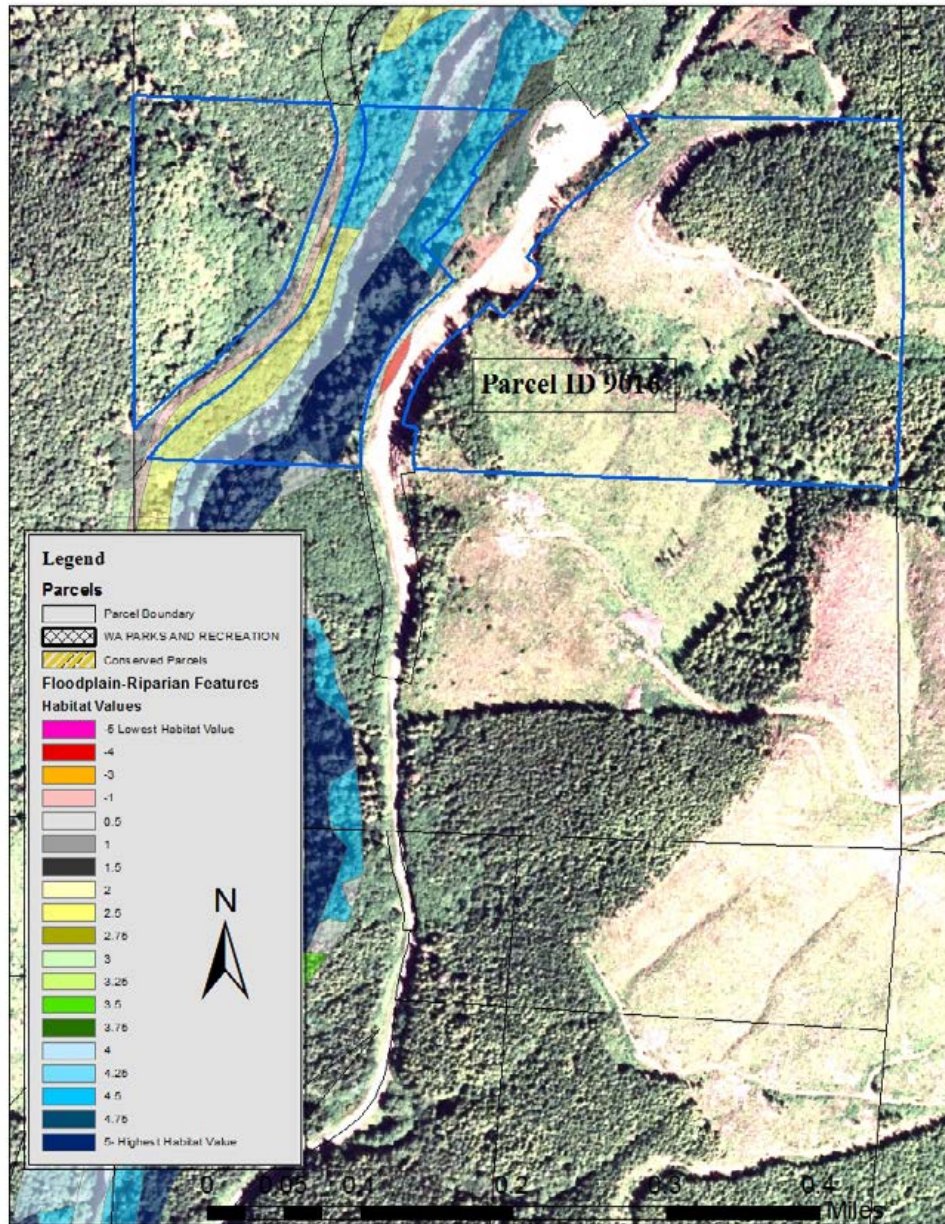 Parcel ID 9016
Legend
Parcels
Parcel Boundary
WA PARKS AND RECREATION
Conserved Parcels
Floodplain-Riparian Features
Habitat Values
-5 Lowest Habitat Value
-4
-3
-1
0.5
1
1.5
2
2.5
2.75
3
3.25
3.5
3.75
4
4.25
4.5
4.75
5- Highest Habitat Value
N
0 0.05 0.1 0.2 0.3 0.4
Miles